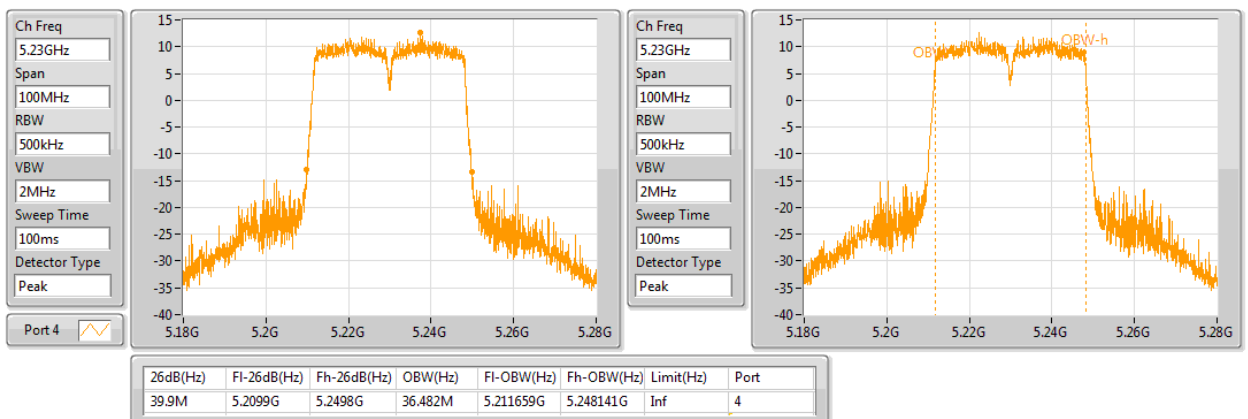 Ch Freq
5.23GHz
Span
100MHz
RBW
500kHz
VBW
2MHz
Sweep Time
100ms
Detector Type
Peak
Port 4
15
10
5
0
-5
-10
-15
-20
-25
-30
-35
-40
5.18G 5.2G 5.22G 5.24G 5.26G 5.28G
Ch Freq
5.23GHz
Span
100MHz
RBW
500kHz
VBW
2MHz
Sweep Time
100ms
Detector Type
Peak
15
10
5
0
-5
-10
-15
-20
-25
-30
-35
-40
OBW-h
5.18G 5.2G 5.22G 5.24G 5.26G 5.28G
26dB(Hz) Fl-26dB(Hz) Fh-26dB(Hz) OBW(Hz) Fl-OBW(Hz) Fh-OBW(Hz) Limit(Hz) Port
39.9M 5.2099G 5.2498G 36.482M 5.211659G 5.248141G Inf 4